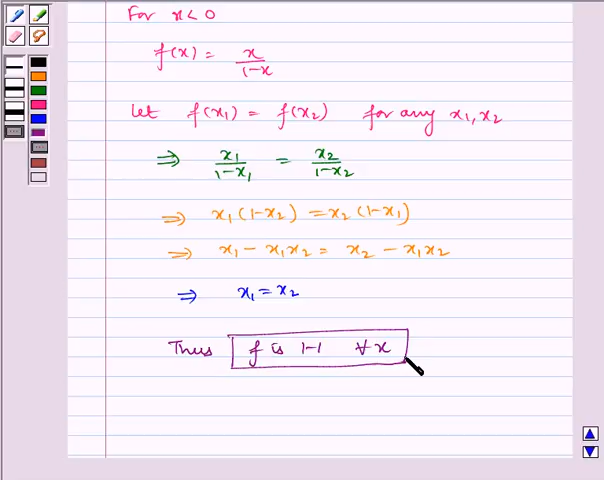 For x < 0
f(x) = x/(1-x)
Let f(x₁) = f(x₂) for any x₁, x₂
⇒ x₁/(1-x₁) = x₂/(1-x₂)
⇒ x₁(1-x₂) = x₂(1-x₁)
⇒ x₁ - x₁x₂ = x₂ - x₁x₂
⇒ x₁ = x₂
Thus f is 1-1 ∀ x